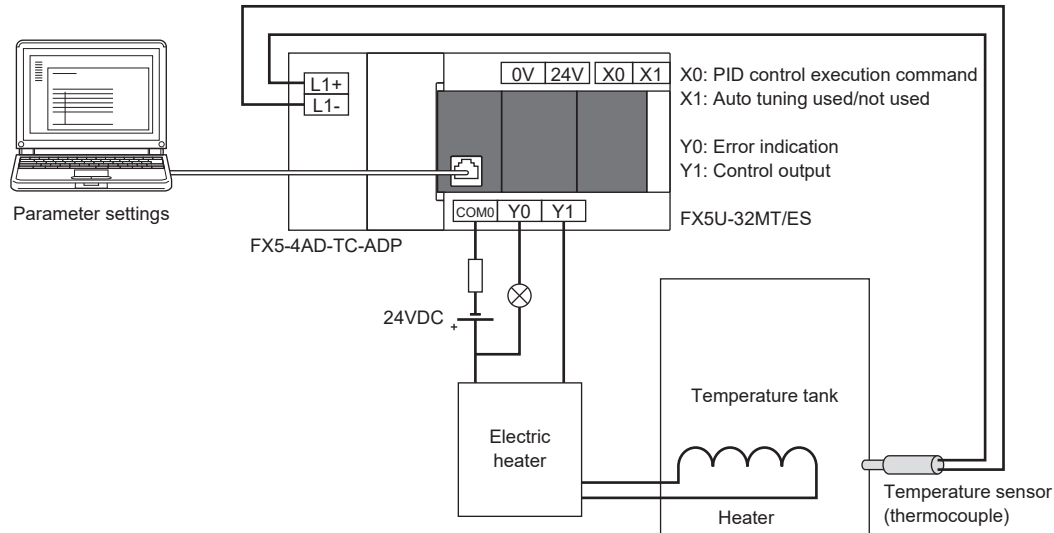 L1+
L1-
0V 24V X0 X1
X0: PID control execution command
X1: Auto tuning used/not used
Y0: Error indication
Y1: Control output
Parameter settings
COM0 Y0 Y1
FX5U-32MT/ES
FX5-4AD-TC-ADP
24VDC
+
Temperature tank
Electric
heater
Heater
Temperature sensor
(thermocouple)